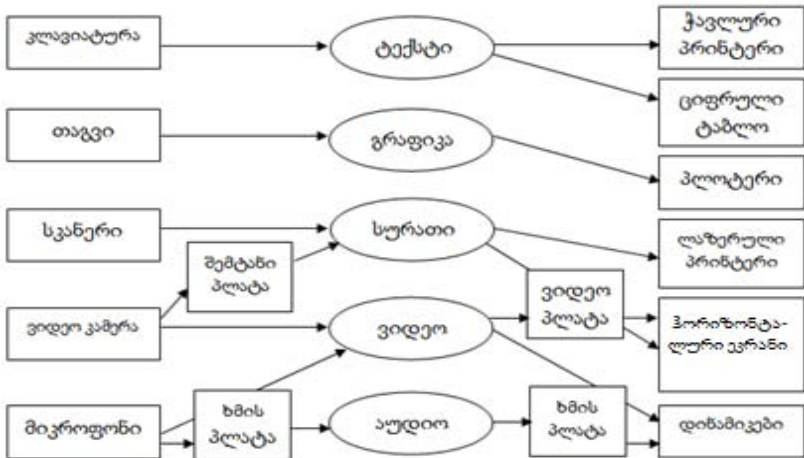 კლავიატურა
ტექსტი
ჭავლური
პრინტერი
ციფრული
ტაბლო
თაგვი
გრაფიკა
პლოტერი
სკანერი
შემტანი
პლატა
სურათი
ლაზერული
პრინტერი
ვიდეო კამერა
ვიდეო
ვიდეო
პლატა
ჰორიზონტა-
ლური ეკრანი
მიკროფონი
ხმის
პლატა
აუდიო
ხმის
პლატა
დინამიკები